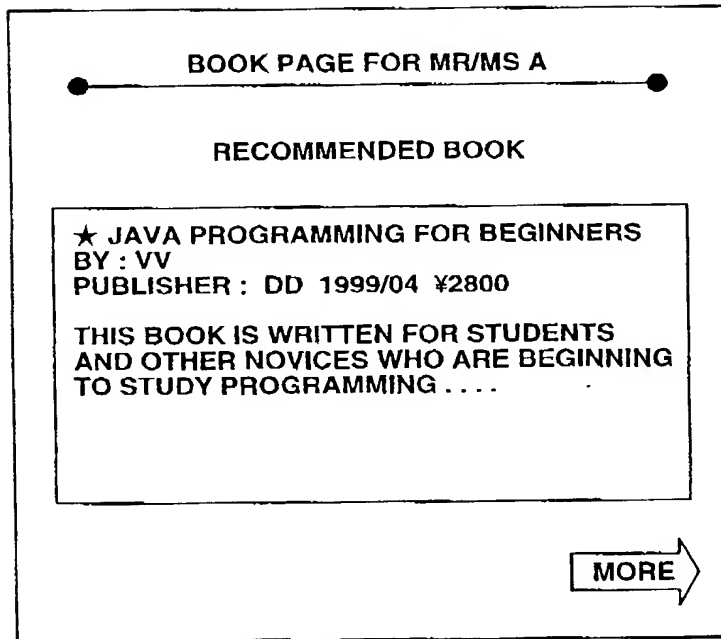 BOOK PAGE FOR MR/MS A
RECOMMENDED BOOK
★ JAVA PROGRAMMING FOR BEGINNERS
BY : VV
PUBLISHER : DD 1999/04 ¥2800
THIS BOOK IS WRITTEN FOR STUDENTS
AND OTHER NOVICES WHO ARE BEGINNING
TO STUDY PROGRAMMING . . . .
MORE